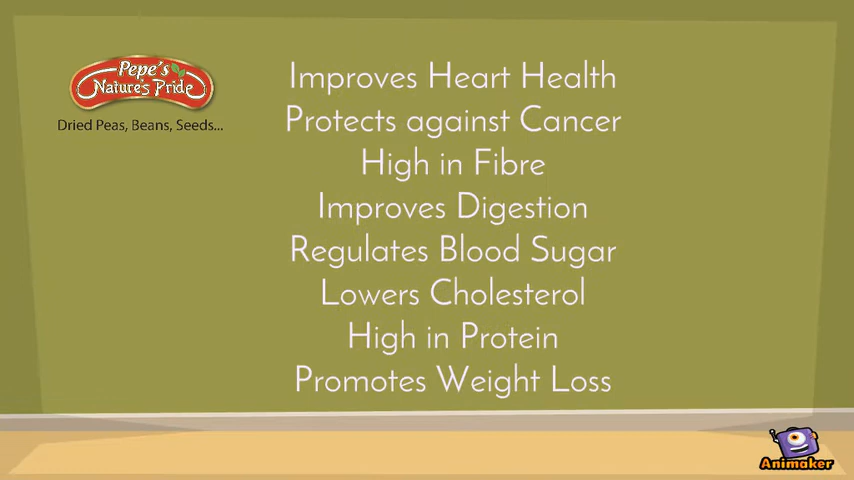 Pepe's
Nature's Pride
Dried Peas, Beans, Seeds...
Improves Heart Health
Protects against Cancer
High in Fibre
Improves Digestion
Regulates Blood Sugar
Lowers Cholesterol
High in Protein
Promotes Weight Loss
Animaker